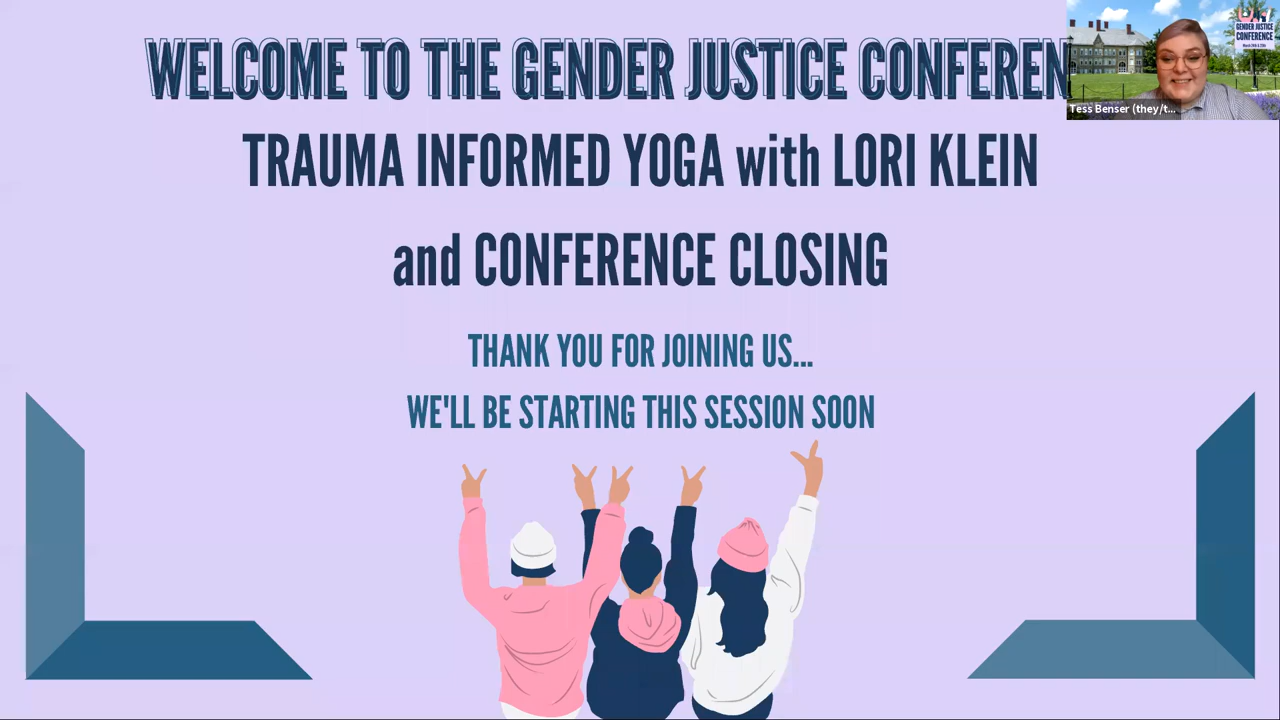 WELCOME TO THE GENDER JUSTICE CONFEREN
TRAUMA INFORMED YOGA with LORI KLEIN
and CONFERENCE CLOSING
THANK YOU FOR JOINING US...
WE'LL BE STARTING THIS SESSION SOON
GENDER JUSTICE
CONFERENCE
Tess Benser (they/t...